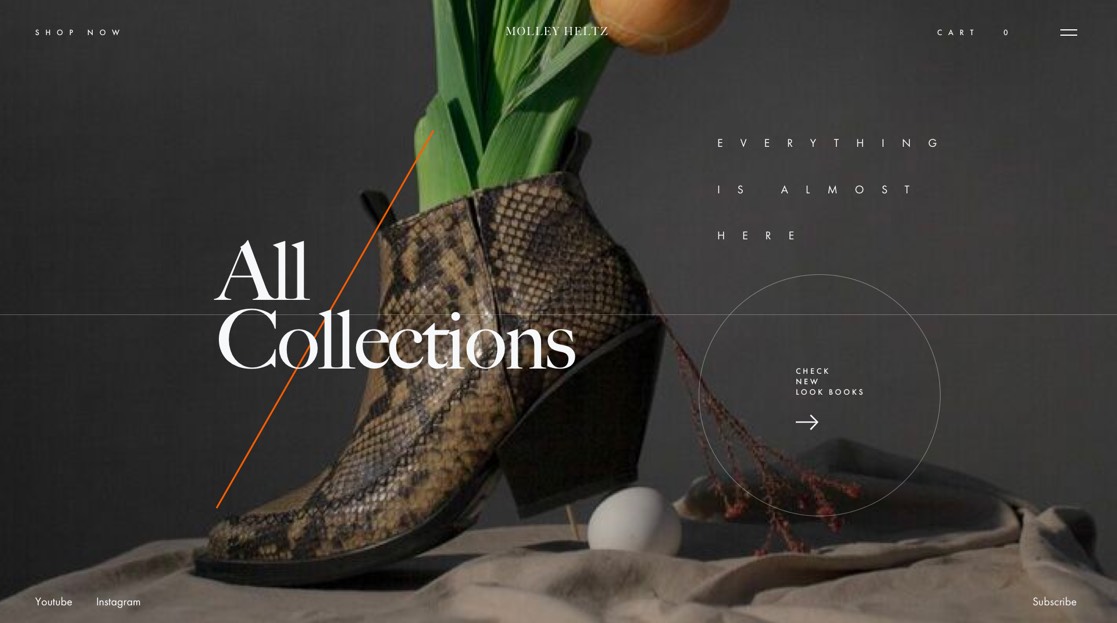 SHOP NOW
MOLLEY HELTZ
CART 0
EVERYTHING
IS ALMOST
HERE
All
Collections
CHECK
NEW
LOOK BOOKS
Youtube Instagram
Subscribe